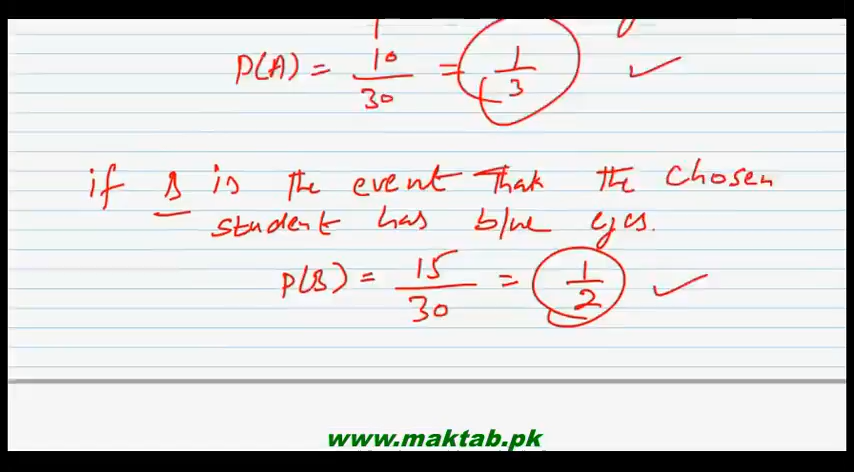 P(A) = 10/30 = 1/3 ✓
if B is the event that the chosen
student has blue eyes.
P(B) = 15/30 = 1/2 ✓
www.maktab.pk